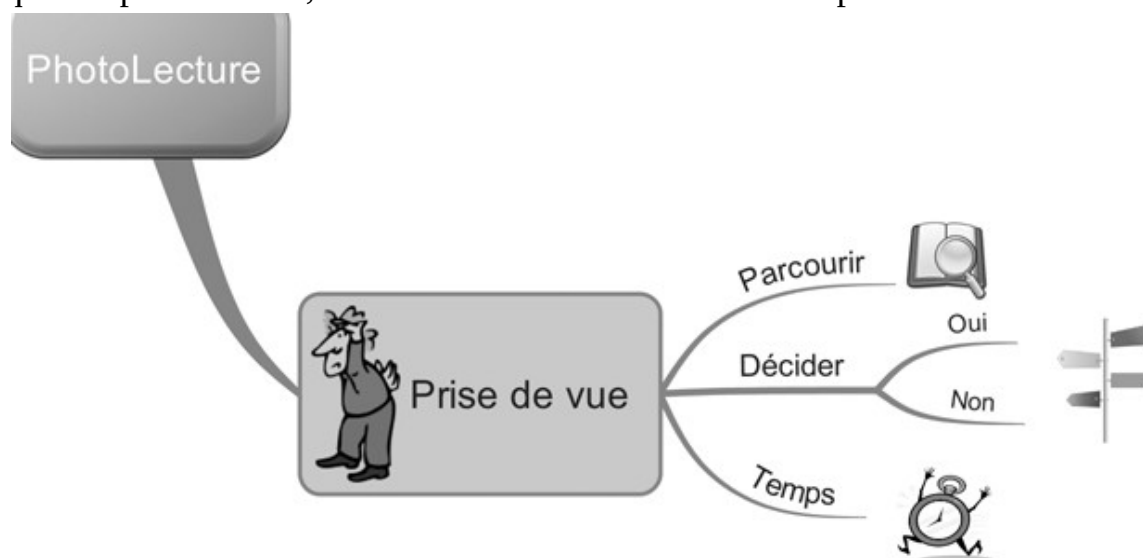 PhotoLecture
Parcourir
Oui
Décider
Prise de vue
Non
Temps